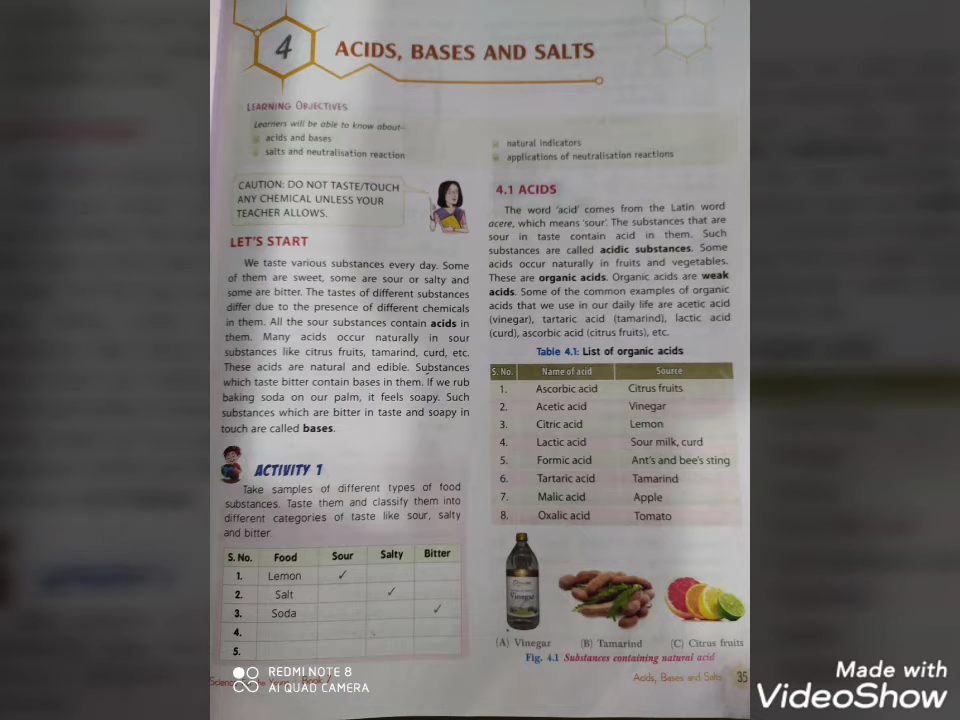 4
ACIDS, BASES AND SALTS
LEARNING OBJECTIVES
Learners will be able to know about–
acids and bases
salts and neutralisation reaction
natural indicators
applications of neutralisation reactions
CAUTION: DO NOT TASTE/TOUCH
ANY CHEMICAL UNLESS YOUR
TEACHER ALLOWS.
LET'S START
We taste various substances every day. Some
of them are sweet, some are sour or salty and
some are bitter. The tastes of different substances
differ due to the presence of different chemicals
in them. All the sour substances contain acids in
them. Many acids occur naturally in sour
substances like citrus fruits, tamarind, curd, etc.
These acids are natural and edible. Substances
which taste bitter contain bases in them. If we rub
baking soda on our palm, it feels soapy. Such
substances which are bitter in taste and soapy in
touch are called bases.
ACTIVITY 1
Take samples of different types of food
substances. Taste them and classify them into
different categories of taste like sour, salty
and bitter.
S. No. Food Sour Salty Bitter
1. Lemon ✓
2. Salt ✓
3. Soda ✓
4.
5.
4.1 ACIDS
The word 'acid' comes from the Latin word
acere, which means 'sour'. The substances that are
sour in taste contain acid in them. Such
substances are called acidic substances. Some
acids occur naturally in fruits and vegetables.
These are organic acids. Organic acids are weak
acids. Some of the common examples of organic
acids that we use in our daily life are acetic acid
(vinegar), tartaric acid (tamarind), lactic acid
(curd), ascorbic acid (citrus fruits), etc.
Table 4.1: List of organic acids
S. No. Name of acid Source
1. Ascorbic acid Citrus fruits
2. Acetic acid Vinegar
3. Citric acid Lemon
4. Lactic acid Sour milk, curd
5. Formic acid Ant's and bee's sting
6. Tartaric acid Tamarind
7. Malic acid Apple
8. Oxalic acid Tomato
Vinegar
(A) Vinegar (B) Tamarind (C) Citrus fruits
Fig. 4.1 Substances containing natural acid
Acids, Bases and Salts 35
REDMI NOTE 8
AI QUAD CAMERA
Made with
VideoShow